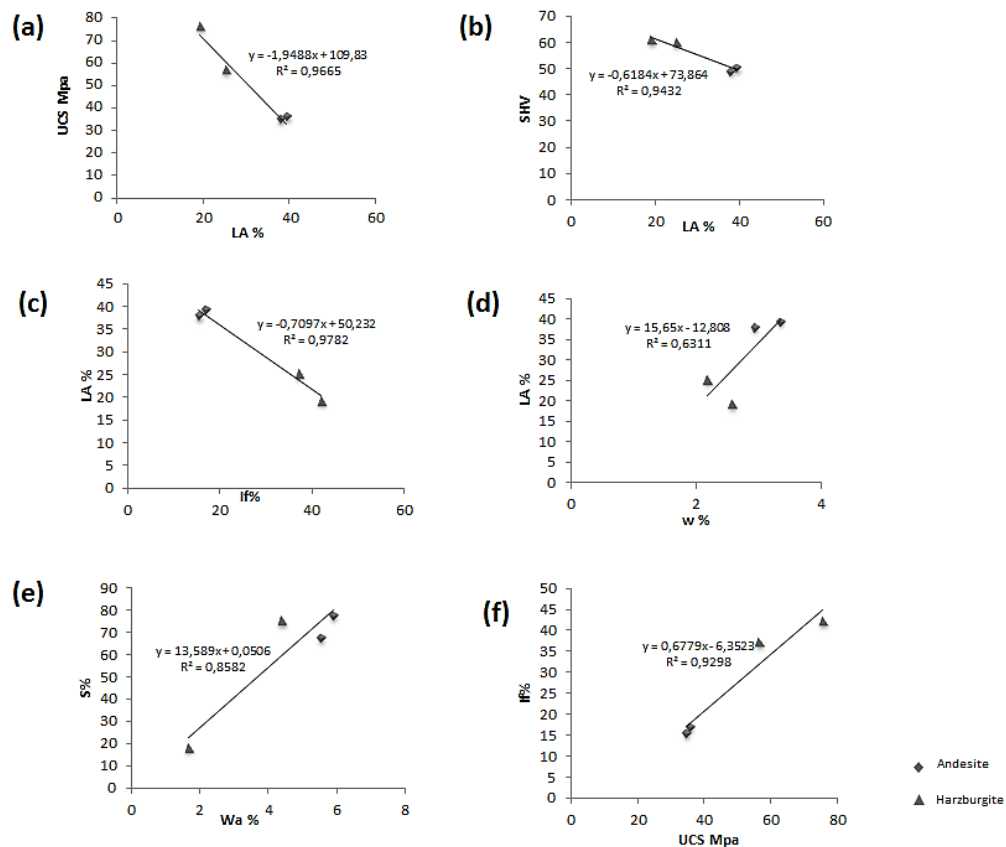 (a)
UCS Mpa
80
70
60
50
40
30
20
10
0
y = -1,9488x + 109,83
R² = 0,9665
0 20 40 60
LA %
(b)
SHV
80
70
60
50
40
30
20
10
0
y = -0,6184x + 73,864
R² = 0,9432
0 20 40 60
LA %
(c)
LA %
45
40
35
30
25
20
15
10
5
0
y = -0,7097x + 50,232
R² = 0,9782
0 20 40 60
If%
(d)
LA %
45
40
35
30
25
20
15
10
5
0
y = 15,65x - 12,808
R² = 0,6311
0 2 4
w %
(e)
S%
90
80
70
60
50
40
30
20
10
0
y = 13,589x + 0,0506
R² = 0,8582
0 2 4 6 8
Wa %
(f)
If%
50
45
40
35
30
25
20
15
10
5
0
y = 0,6779x - 6,3523
R² = 0,9298
0 20 40 60 80
UCS Mpa
Andesite
Harzburgite